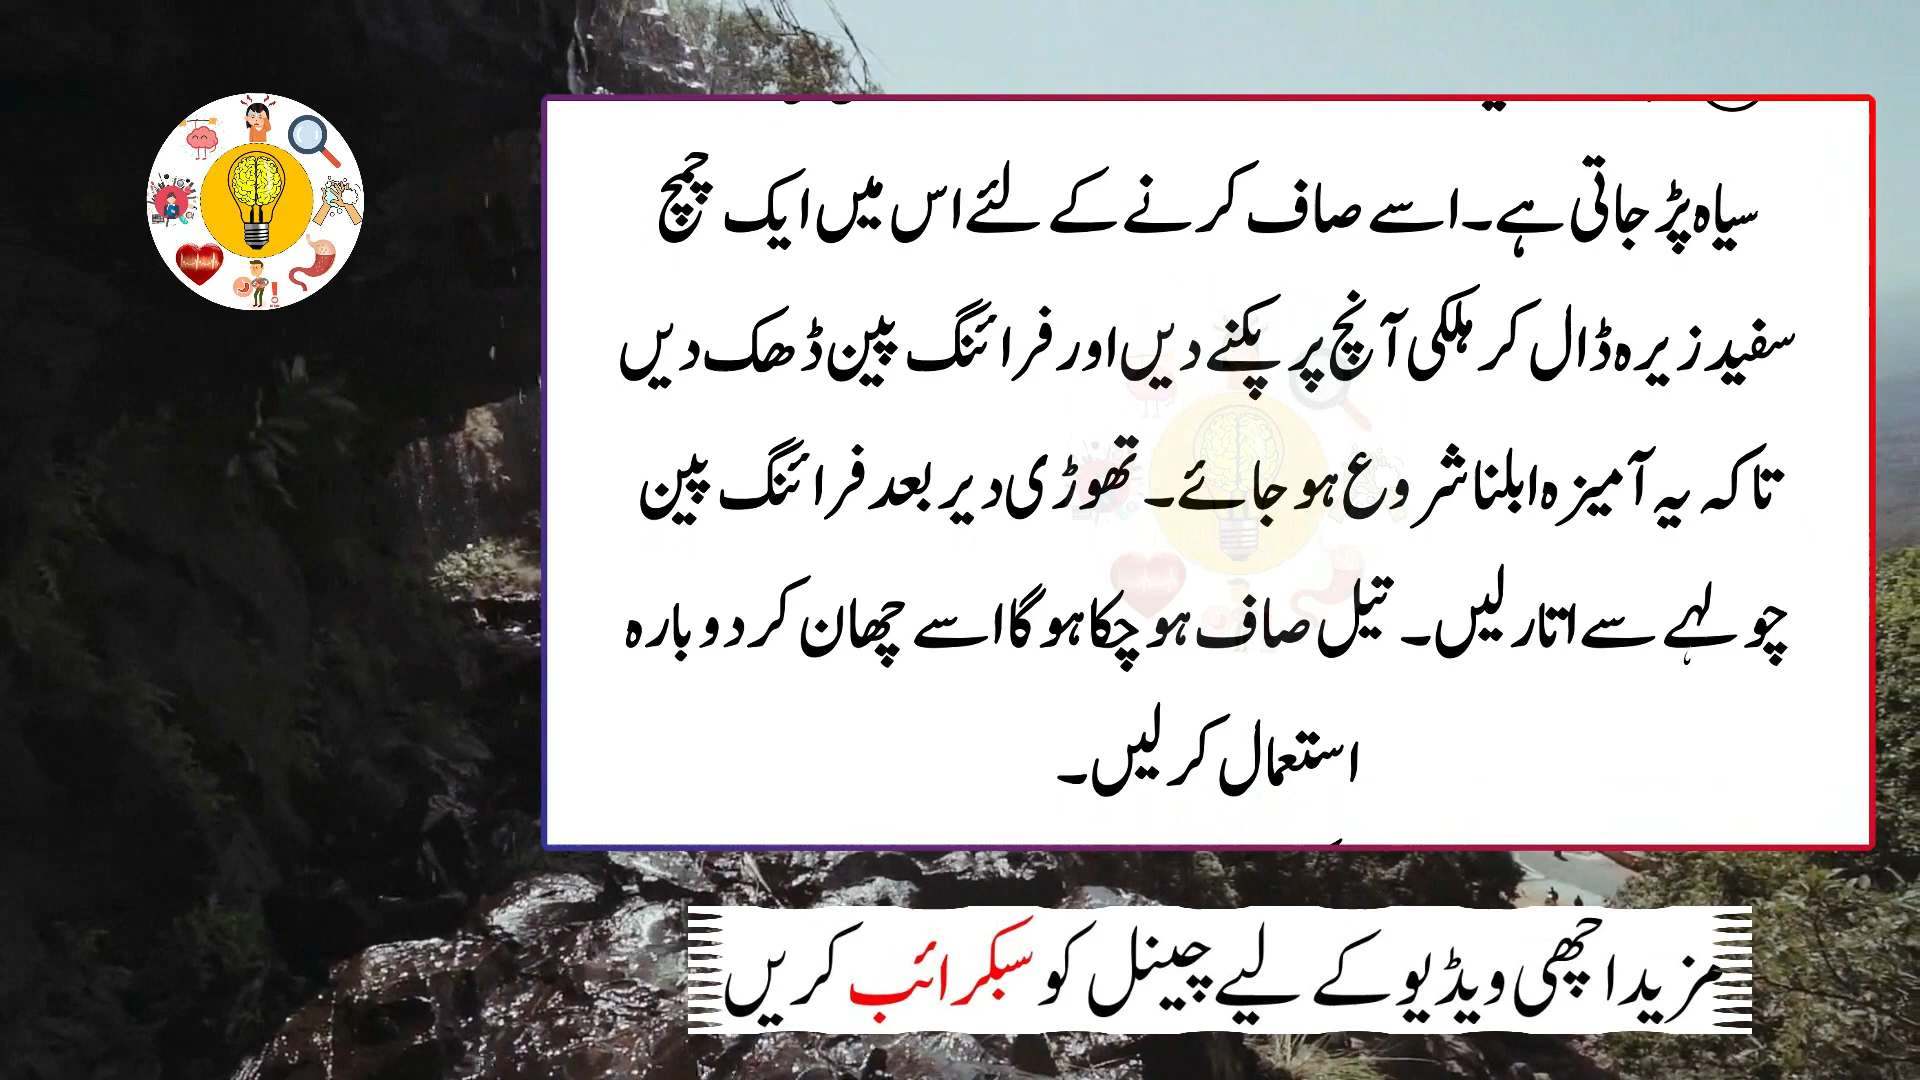 سیاہ پڑ جاتی ہے۔ اسے صاف کرنے کے لئے اس میں ایک چمچ
سفید زیرہ ڈال کر ہلکی آنچ پر پکنے دیں اور فرائنگ پین ڈھک دیں
تاکہ یہ آمیزہ ابلنا شروع ہو جائے۔ تھوڑی دیر بعد فرائنگ پین
چولہے سے اتار لیں۔ تیل صاف ہو چکا ہو گا اسے چھان کر دوبارہ
استعمال کر لیں۔
مزید اچھی ویڈیو کے لیے چینل کو سبکرائب کریں